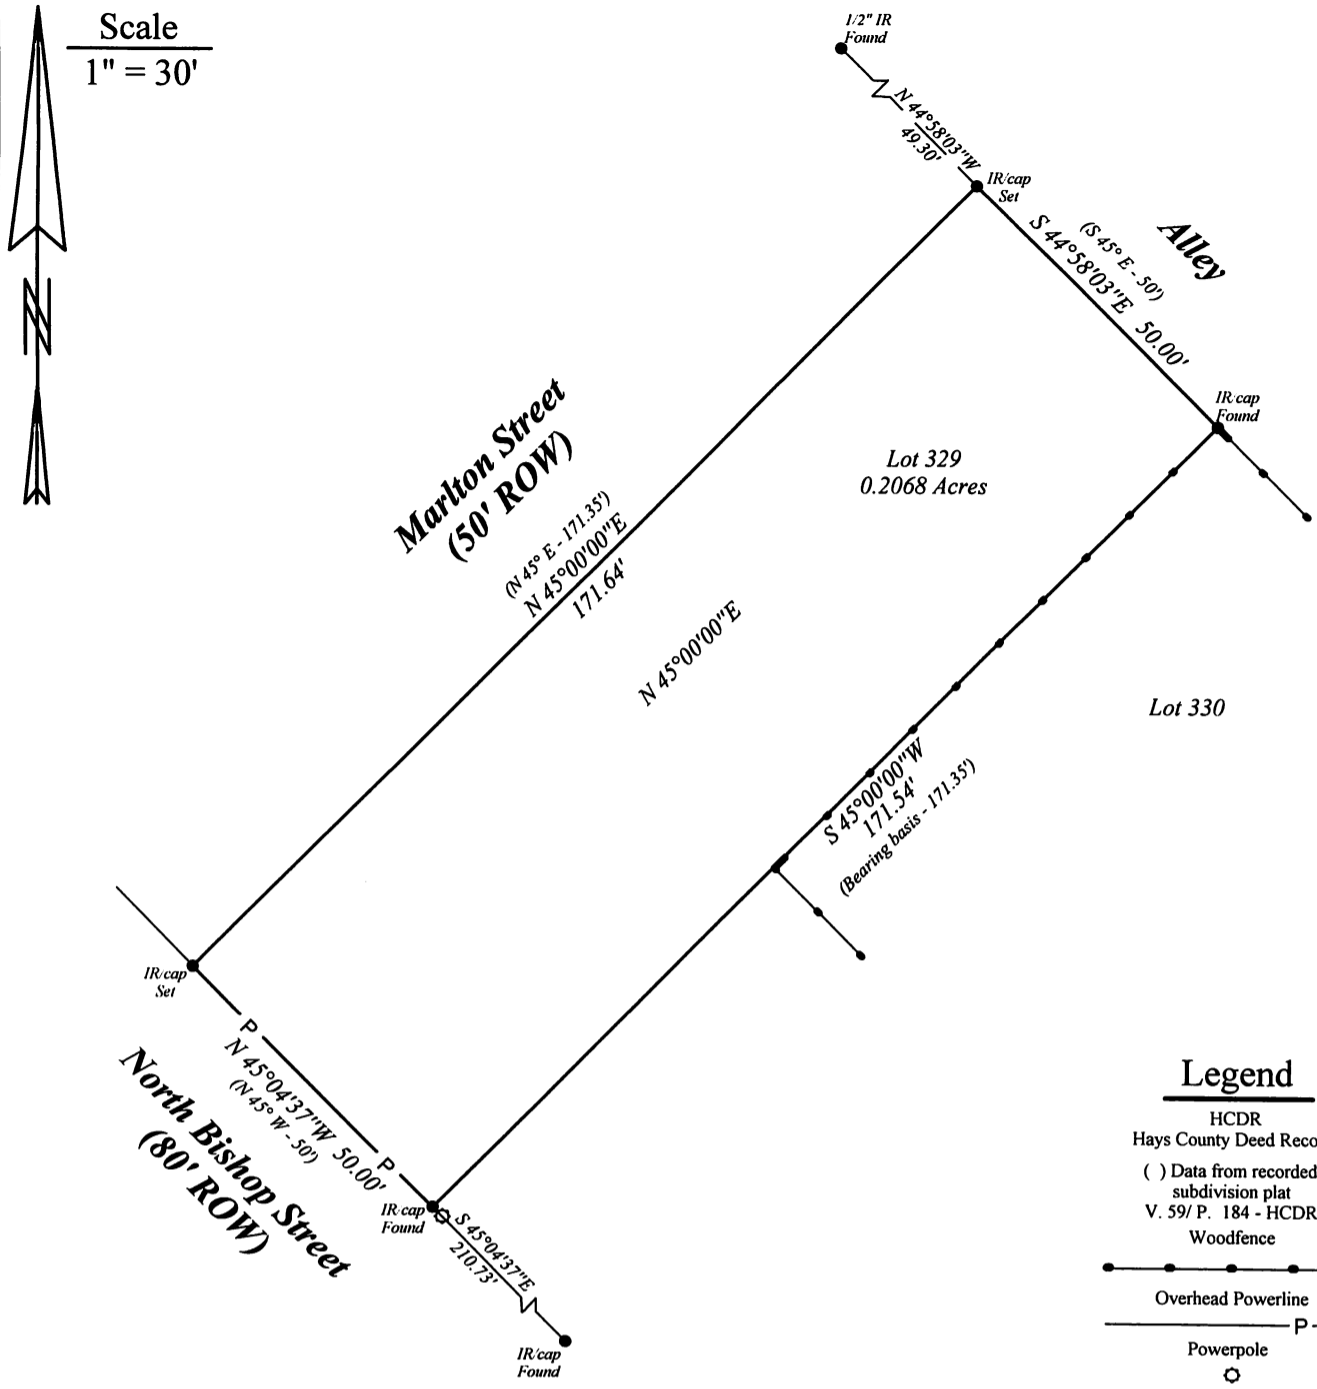 Scale
1" = 30'
N
1/2" IR
Found
N 44°58'03"W
49.30'
IR/cap
Set
Alley
(S 45° E - 50')
S 44°58'03"E 50.00'
IR/cap
Found
Marlton Street
(50' ROW)
(N 45° E - 171.35')
N 45°00'00"E
171.64'
Lot 329
0.2068 Acres
N 45°00'00"E
Lot 330
S 45°00'00"W
171.54'
(Bearing basis - 171.35')
IR/cap
Set
P
N 45°04'37"W 50.00'
(N 45° W - 50')
P
North Bishop Street
(80' ROW)
IR/cap
Found
S 45°04'37"E
210.73'
IR/cap
Found
Legend
HCDR
Hays County Deed Reco
( ) Data from recorded
subdivision plat
V. 59/ P. 184 - HCDR
Woodfence
Overhead Powerline
P
Powerpole